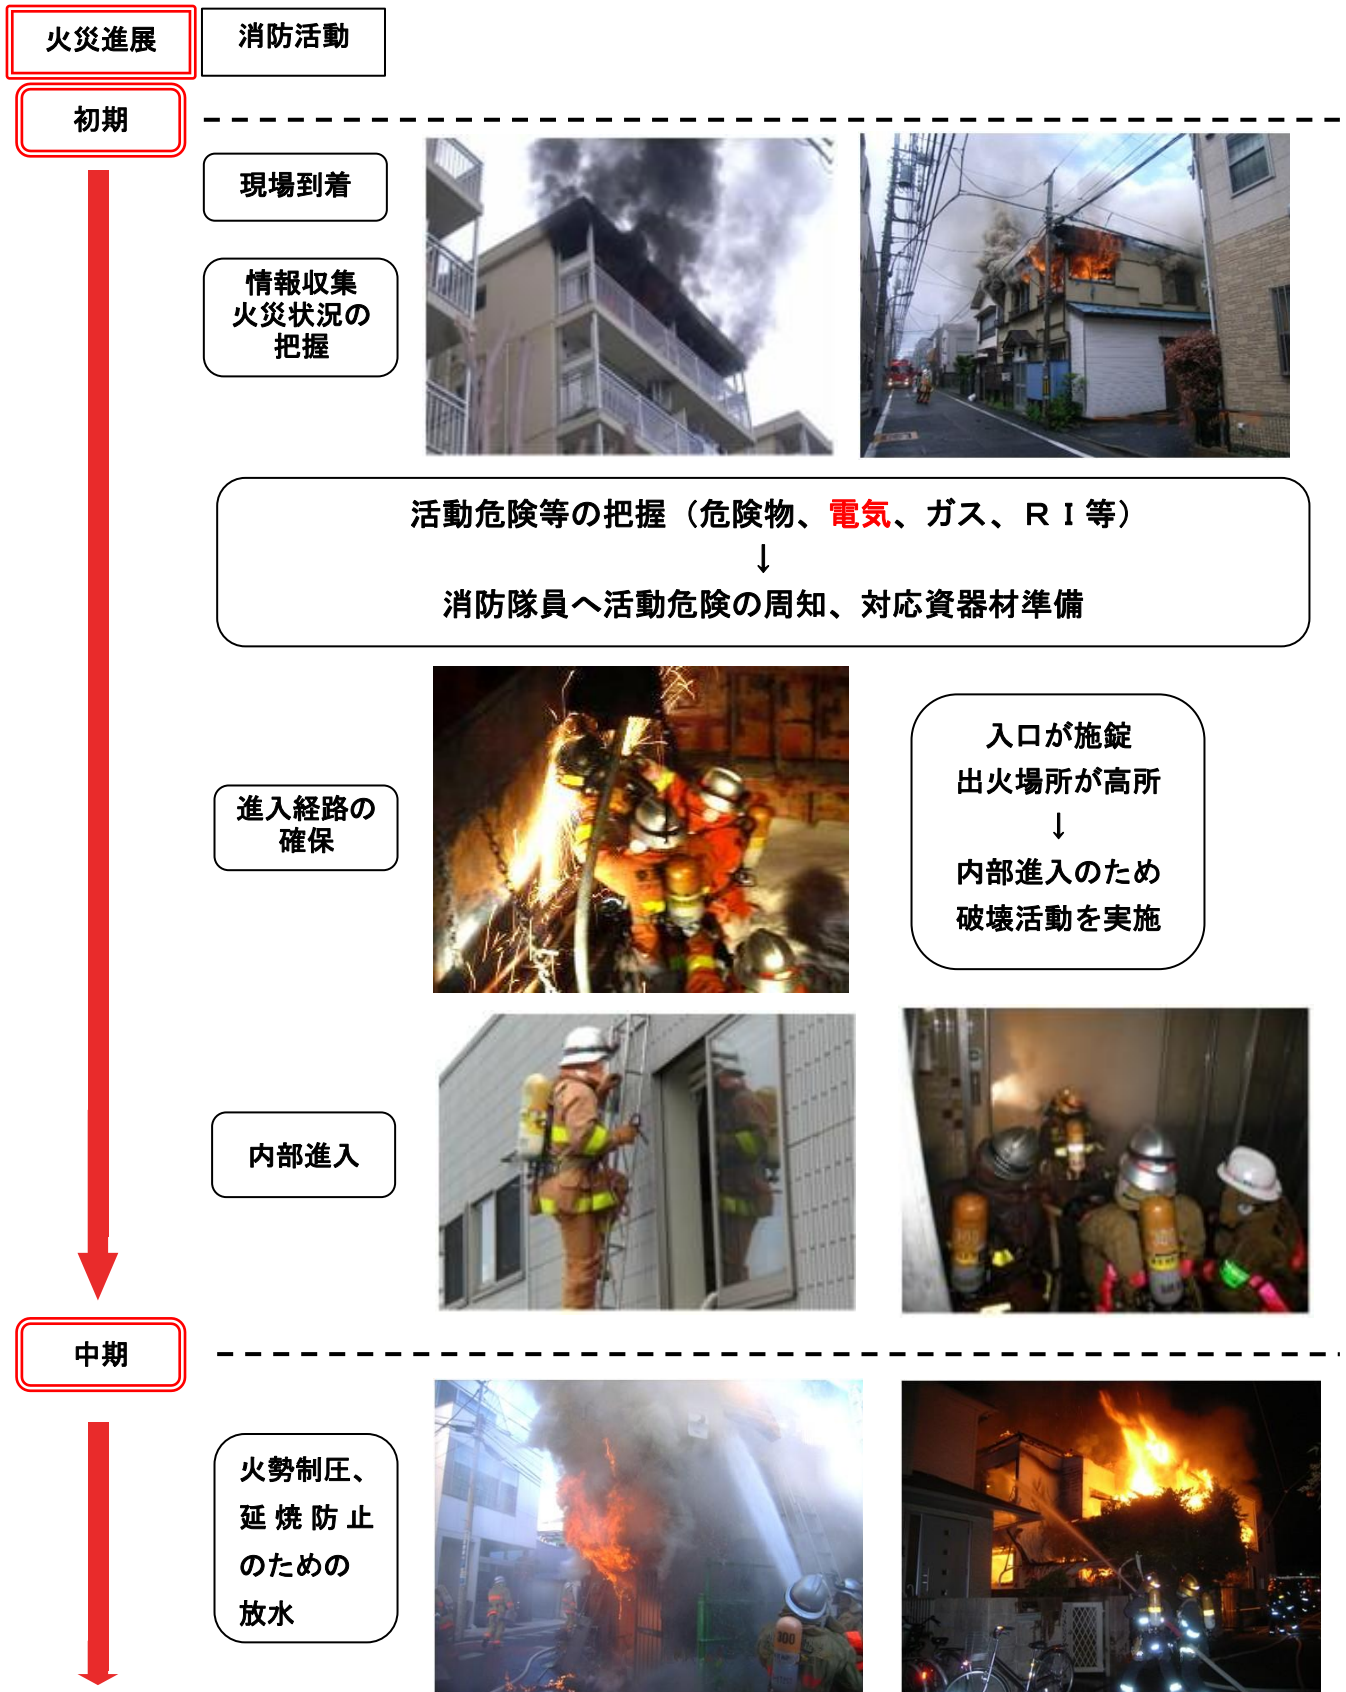 火災進展
消防活動
初期
現場到着
情報収集
火災状況の
把握
活動危険等の把握（危険物、電気、ガス、ＲＩ等）
↓
消防隊員へ活動危険の周知、対応資器材準備
進入経路の
確保
入口が施錠
出火場所が高所
↓
内部進入のため
破壊活動を実施
内部進入
300
中期
火勢制圧、
延焼防止
のための
放水
300